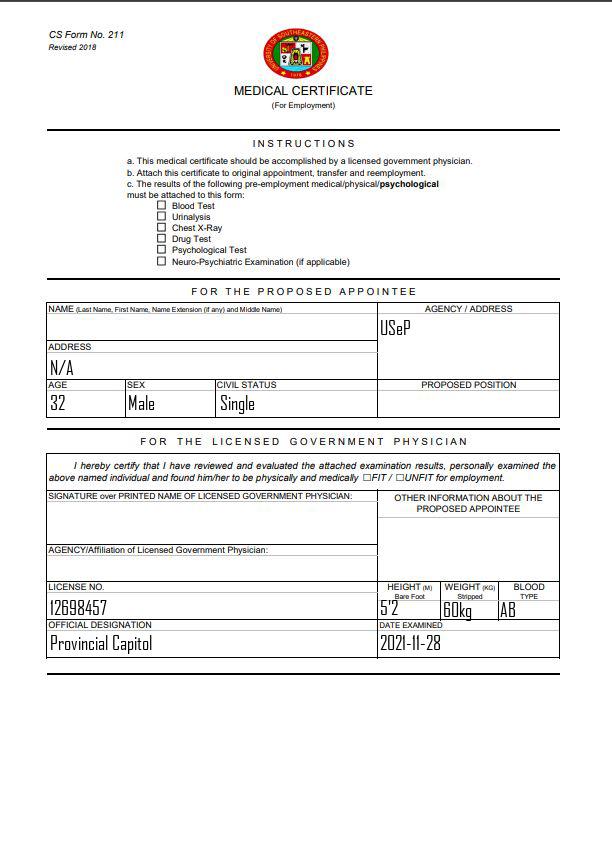 CS Form No. 211
Revised 2018
UNIVERSITY OF SOUTHEASTERN PHILIPPINES
1978
MEDICAL CERTIFICATE
(For Employment)
INSTRUCTIONS
a. This medical certificate should be accomplished by a licensed government physician.
b. Attach this certificate to original appointment, transfer and reemployment.
c. The results of the following pre-employment medical/physical/psychological
must be attached to this form:
☐ Blood Test
☐ Urinalysis
☐ Chest X-Ray
☐ Drug Test
☐ Psychological Test
☐ Neuro-Psychiatric Examination (if applicable)
FOR THE PROPOSED APPOINTEE
NAME (Last Name, First Name, Name Extension (if any) and Middle Name)
AGENCY / ADDRESS
USeP
ADDRESS
N/A
AGE SEX CIVIL STATUS PROPOSED POSITION
32 Male Single
FOR THE LICENSED GOVERNMENT PHYSICIAN
I hereby certify that I have reviewed and evaluated the attached examination results, personally examined the
above named individual and found him/her to be physically and medically ☐FIT / ☐UNFIT for employment.
SIGNATURE over PRINTED NAME OF LICENSED GOVERNMENT PHYSICIAN:
OTHER INFORMATION ABOUT THE
PROPOSED APPOINTEE
AGENCY/Affiliation of Licensed Government Physician:
LICENSE NO. HEIGHT (M) WEIGHT (KG) BLOOD
Bare Foot Stripped TYPE
12698457 5'2 60kg AB
OFFICIAL DESIGNATION DATE EXAMINED
Provincial Capitol 2021-11-28